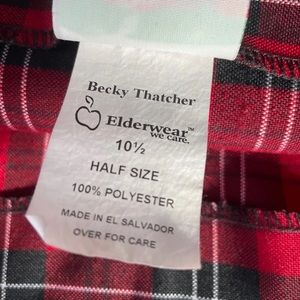 Becky Thatcher
Elderwear™
we care.
10½
HALF SIZE
100% POLYESTER
MADE IN EL SALVADOR
OVER FOR CARE